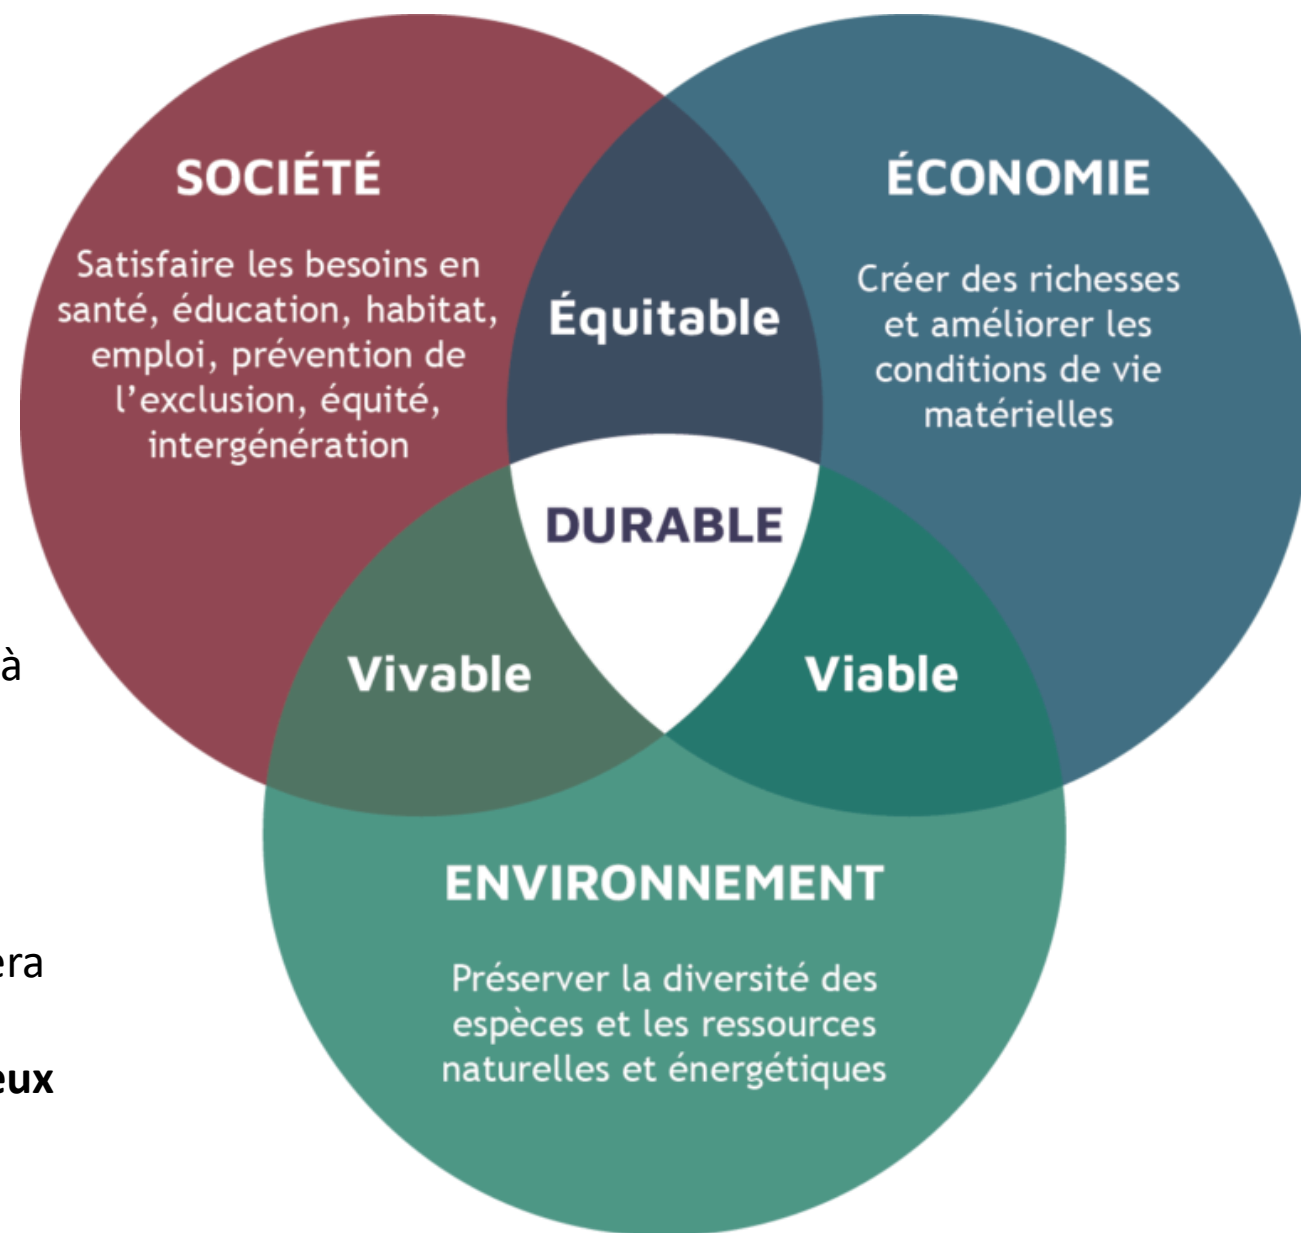 SOCIÉTÉ
Satisfaire les besoins en
santé, éducation, habitat,
emploi, prévention de
l’exclusion, équité,
intergénération
Équitable
ÉCONOMIE
Créer des richesses
et améliorer les
conditions de vie
matérielles
DURABLE
à
Vivable
Viable
ENVIRONNEMENT
era
Préserver la diversité des
espèces et les ressources
naturelles et énergétiques
eux